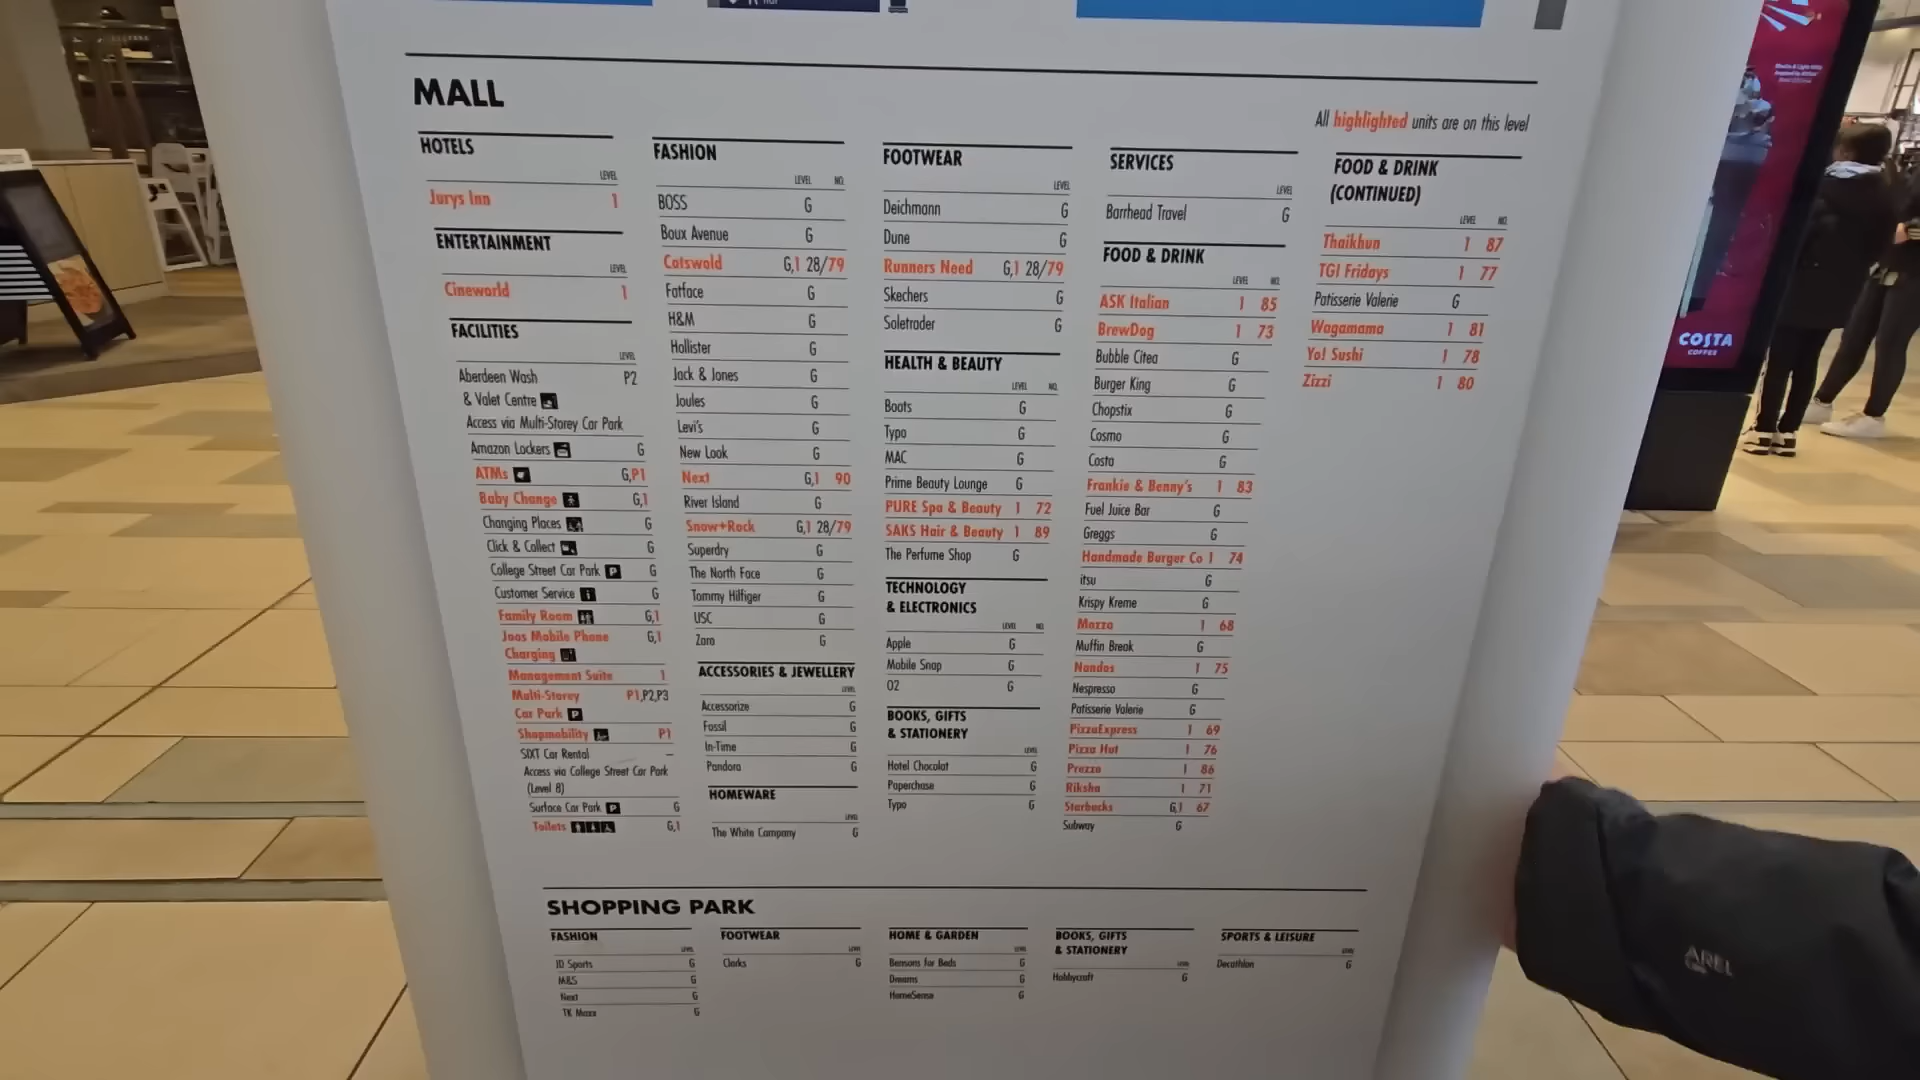 MALL
All highlighted units are on this level
HOTELS
LEVEL
Jurys Inn 1
ENTERTAINMENT
LEVEL
Cineworld 1
FACILITIES
LEVEL
Aberdeen Wash P2
& Valet Centre
Access via Multi-Storey Car Park
Amazon Lockers G
ATMs G,P1
Baby Change G,1
Changing Places G
Click & Collect G
College Street Car Park P G
Customer Service i G
Family Room G,1
Joos Mobile Phone G,1
Charging
Management Suite 1
Multi-Storey P1,P2,P3
Car Park P
Shopmobility P1
SIXT Car Rental –
Access via College Street Car Park
(Level 8)
Surface Car Park P G
Toilets G,1
FASHION
LEVEL NO.
BOSS G
Boux Avenue G
Cotswold G,1 28/79
Fatface G
H&M G
Hollister G
Jack & Jones G
Joules G
Levi's G
New Look G
Next G,1 90
River Island G
Snow+Rock G,1 28/79
Superdry G
The North Face G
Tommy Hilfiger G
USC G
Zara G
ACCESSORIES & JEWELLERY
LEVEL
Accessorize G
Fossil G
In-Time G
Pandora G
HOMEWARE
LEVEL
The White Company G
FOOTWEAR
LEVEL
Deichmann G
Dune G
Runners Need G,1 28/79
Skechers G
Soletrader G
HEALTH & BEAUTY
LEVEL NO.
Boots G
Typo G
MAC G
Prime Beauty Lounge G
PURE Spa & Beauty 1 72
SAKS Hair & Beauty 1 89
The Perfume Shop G
TECHNOLOGY
& ELECTRONICS
LEVEL NO.
Apple G
Mobile Snap G
O2 G
BOOKS, GIFTS
& STATIONERY
LEVEL
Hotel Chocolat G
Paperchase G
Typo G
SERVICES
LEVEL
Barrhead Travel G
FOOD & DRINK
LEVEL NO.
ASK Italian 1 85
BrewDog 1 73
Bubble Citea G
Burger King G
Chopstix G
Cosmo G
Costa G
Frankie & Benny's 1 83
Fuel Juice Bar G
Greggs G
Handmade Burger Co 1 74
itsu G
Krispy Kreme G
Mazza 1 68
Muffin Break G
Nandos 1 75
Nespresso G
Patisserie Valerie G
PizzaExpress 1 69
Pizza Hut 1 76
Prezzo 1 86
Riksha 1 71
Starbucks G,1 67
Subway G
FOOD & DRINK
(CONTINUED)
LEVEL NO.
Thaikhun 1 87
TGI Fridays 1 77
Patisserie Valerie G
Wagamama 1 81
Yo! Sushi 1 78
Zizzi 1 80
SHOPPING PARK
FASHION
LEVEL
JD Sports G
M&S G
Next G
TK Maxx G
FOOTWEAR
LEVEL
Clarks G
HOME & GARDEN
LEVEL
Bensons for Beds G
Dreams G
HomeSense G
BOOKS, GIFTS
& STATIONERY
LEVEL
Hobbycraft G
SPORTS & LEISURE
LEVEL
Decathlon G
COSTA
COFFEE